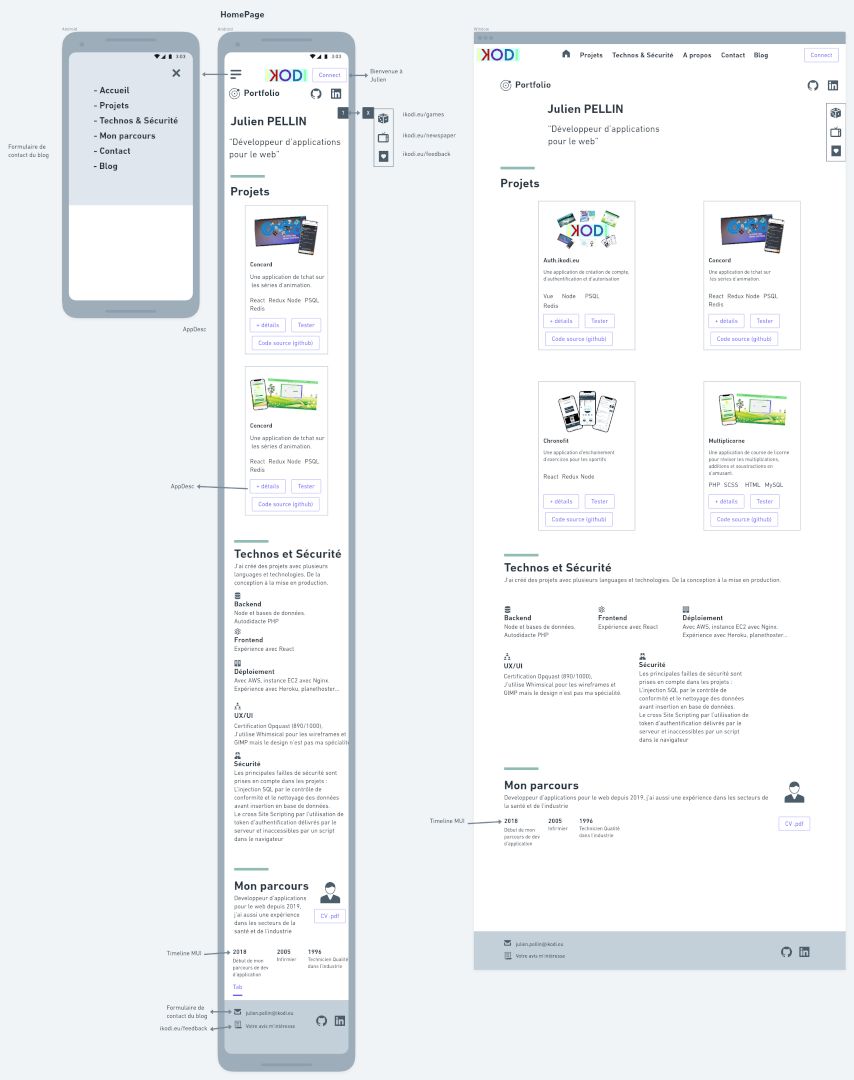 HomePage
Android
3:03
- Accueil
- Projets
- Technos & Sécurité
- Mon parcours
- Contact
- Blog
Formulaire de
contact du blog
AppDesc
Android
3:03
KODI
Connect
Bienvenue à
Julien
Portfolio
Julien PELLIN
"Développeur d'applications
pour le web"
ikodi.eu/games
ikodi.eu/newspaper
ikodi.eu/feedback
Projets
Concord
Une application de tchat sur
les séries d'animation.
React Redux Node PSQL
Redis
+ détails
Tester
Code source (github)
Concord
Une application de tchat sur
les séries d'animation.
React Redux Node PSQL
Redis
AppDesc
+ détails
Tester
Code source (github)
Technos et Sécurité
J'ai créé des projets avec plusieurs
languages et technologies. De la
conception à la mise en production.
Backend
Node et bases de données.
Autodidacte PHP
Frontend
Expérience avec React
Déploiement
Avec AWS, instance EC2 avec Nginx.
Expérience avec Heroku, planethoster...
UX/UI
Certification Opquast (890/1000),
J'utilise Whimsical pour les wireframes et
GIMP mais le design n'est pas ma spécialité.
Sécurité
Les principales failles de sécurité sont
prises en compte dans les projets :
L'injection SQL par le contrôle de
conformité et le nettoyage des données
avant insertion en base de données.
Le cross Site Scripting par l'utilisation de
token d'authentification délivrés par le
serveur et inaccessibles par un script
dans le navigateur
Mon parcours
Developpeur d'applications
pour le web depuis 2019,
j'ai aussi une expérience
dans les secteurs de la
santé et de l'industrie
CV .pdf
Timeline MUI
2018
Début de mon
parcours de dev
d'application
2005
Infirmier
1996
Technicien Qualité
dans l'industrie
Tab
Formulaire de
contact du blog
julien.pellin@ikodi.eu
ikodi.eu/feedback
Votre avis m'intéresse
Window
KODI
Projets
Technos & Sécurité
A propos
Contact
Blog
Connect
Portfolio
Julien PELLIN
"Développeur d'applications
pour le web"
Projets
KODI
Auth.ikodi.eu
Une application de création de compte,
d'authentification et d'autorisation
Vue Node PSQL
Redis
+ détails
Tester
Code source (github)
Concord
Une application de tchat sur
les séries d'animation.
React Redux Node PSQL
Redis
+ détails
Tester
Code source (github)
Chronofit
Une application d'enchainement
d'exercices pour les sportifs
React Redux Node
+ détails
Tester
Code source (github)
Multiplicorne
Une application de course de licorne
pour réviser les multiplications,
additions et soustractions en
s'amusant.
PHP SCSS HTML MySQL
+ détails
Tester
Code source (github)
Technos et Sécurité
J'ai créé des projets avec plusieurs languages et technologies. De la conception à la mise en production.
Backend
Node et bases de données.
Autodidacte PHP
Frontend
Expérience avec React
Déploiement
Avec AWS, instance EC2 avec Nginx.
Expérience avec Heroku, planethoster...
UX/UI
Certification Opquast (890/1000),
J'utilise Whimsical pour les wireframes et
GIMP mais le design n'est pas ma spécialité.
Sécurité
Les principales failles de sécurité sont
prises en compte dans les projets :
L'injection SQL par le contrôle de
conformité et le nettoyage des données
avant insertion en base de données.
Le cross Site Scripting par l'utilisation de
token d'authentification délivrés par le
serveur et inaccessibles par un script
dans le navigateur
Mon parcours
Developpeur d'applications pour le web depuis 2019, j'ai aussi une expérience dans les secteurs de
la santé et de l'industrie
CV .pdf
Timeline MUI
2018
Début de mon
parcours de dev
d'application
2005
Infirmier
1996
Technicien Qualité
dans l'industrie
julien.pellin@ikodi.eu
Votre avis m'intéresse